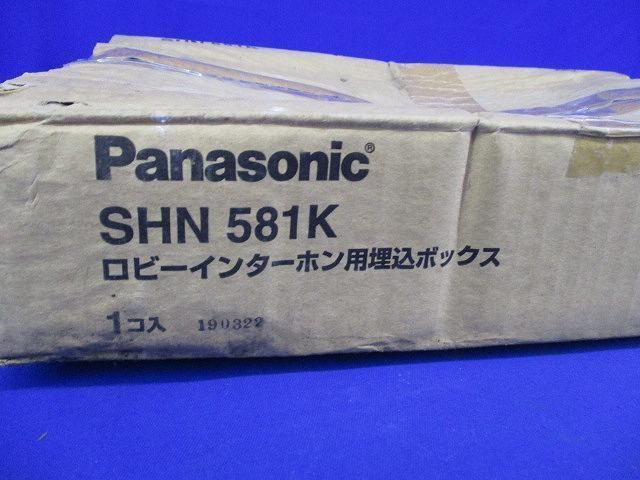 Panasonic®
SHN 581K
ロビーインターホン用埋込ボックス
1コ入 190322